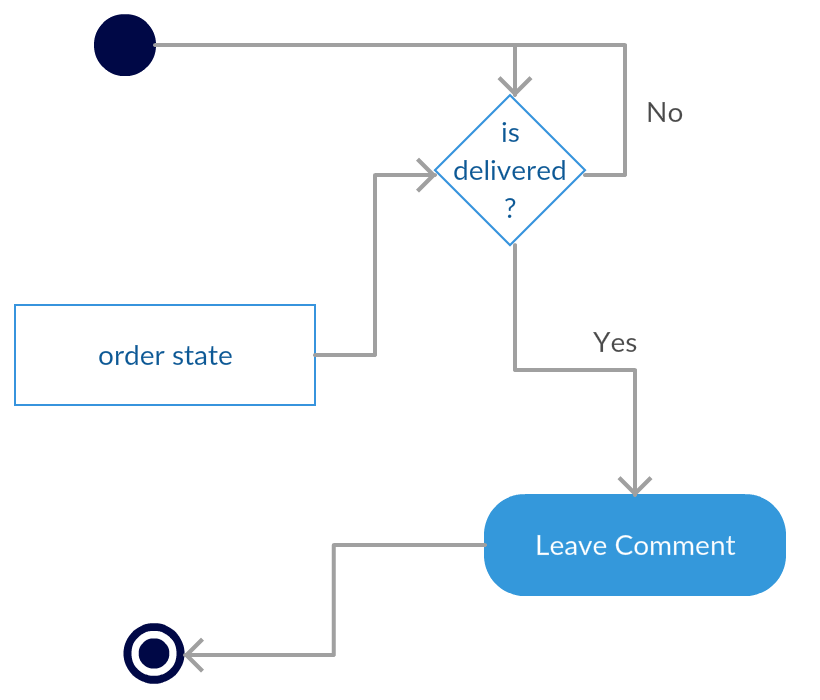 is
delivered
?
No
order state
Yes
Leave Comment